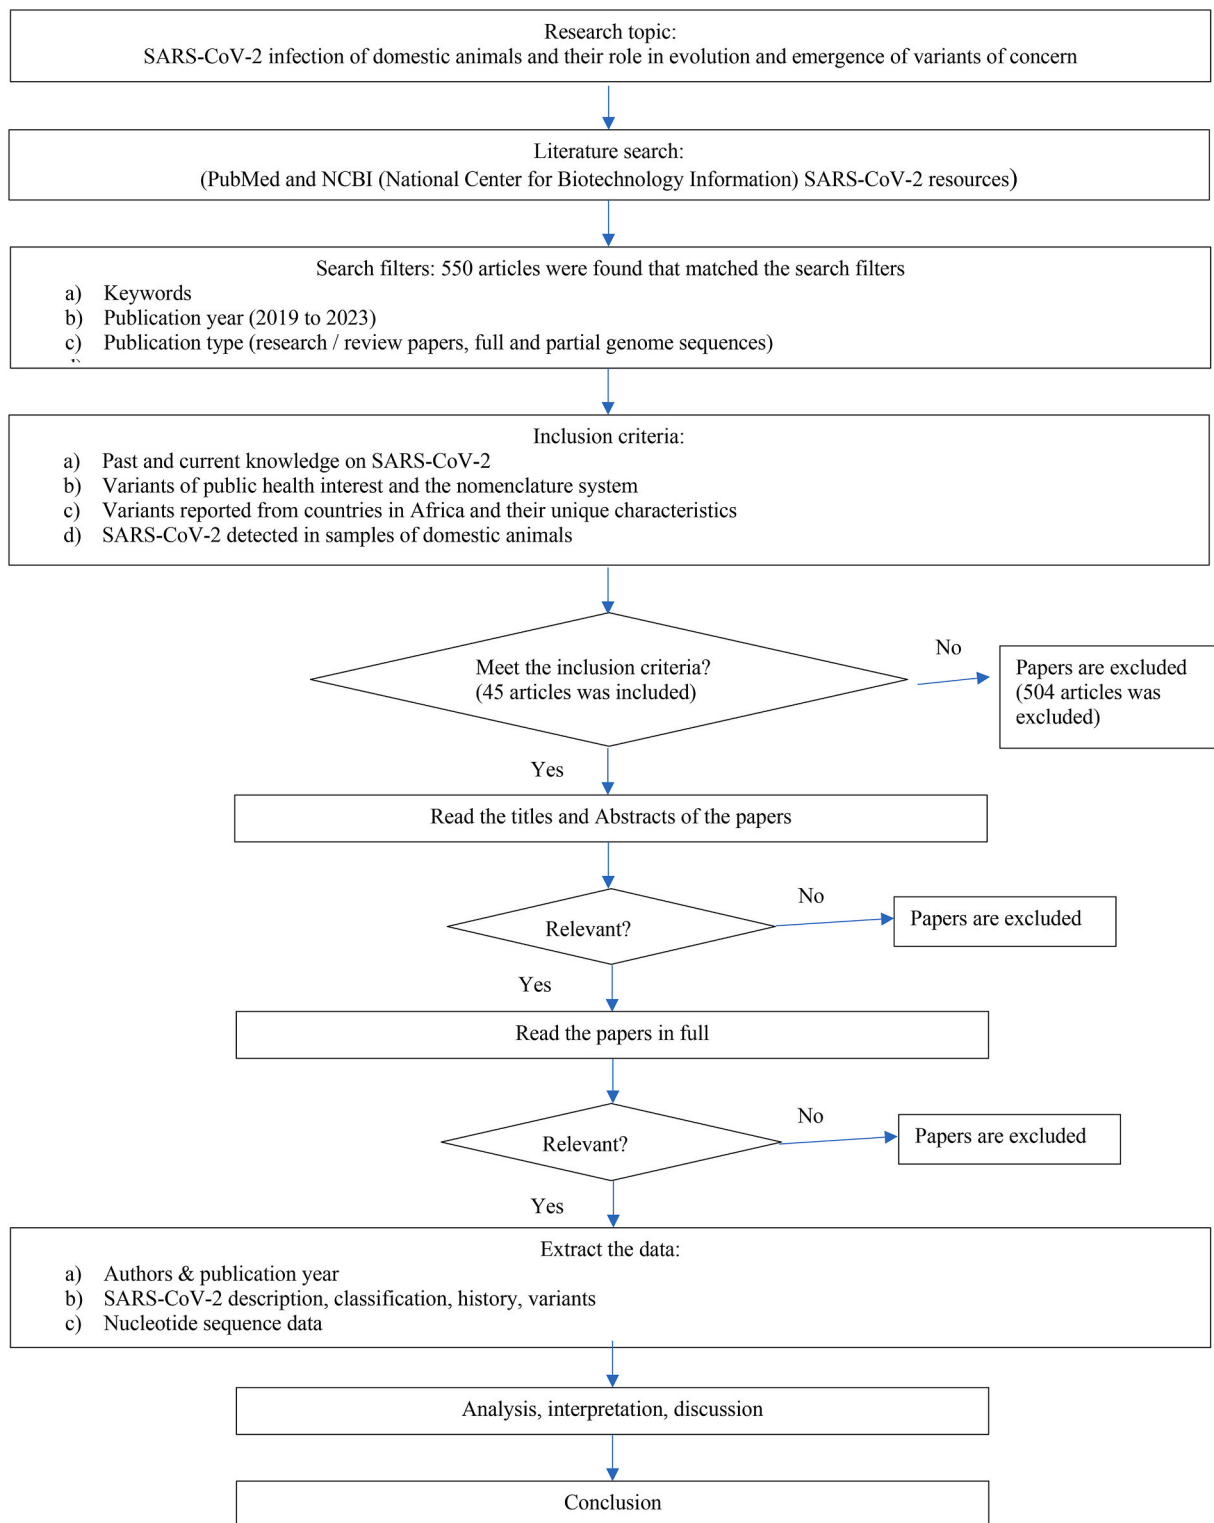 Research topic:
SARS-CoV-2 infection of domestic animals and their role in evolution and emergence of variants of concern
Literature search:
(PubMed and NCBI (National Center for Biotechnology Information) SARS-CoV-2 resources)
Search filters: 550 articles were found that matched the search filters
a) Keywords
b) Publication year (2019 to 2023)
c) Publication type (research / review papers, full and partial genome sequences)
Inclusion criteria:
a) Past and current knowledge on SARS-CoV-2
b) Variants of public health interest and the nomenclature system
c) Variants reported from countries in Africa and their unique characteristics
d) SARS-CoV-2 detected in samples of domestic animals
Meet the inclusion criteria?
(45 articles was included)
No
Papers are excluded
(504 articles was
excluded)
Yes
Read the titles and Abstracts of the papers
Relevant?
No
Papers are excluded
Yes
Read the papers in full
Relevant?
No
Papers are excluded
Yes
Extract the data:
a) Authors & publication year
b) SARS-CoV-2 description, classification, history, variants
c) Nucleotide sequence data
Analysis, interpretation, discussion
Conclusion